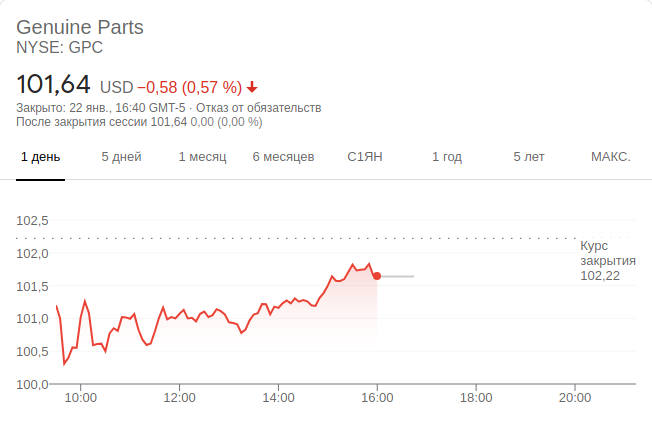 Genuine Parts
NYSE: GPC
101,64 USD −0,58 (0,57 %)
Закрыто: 22 янв., 16:40 GMT-5 · Отказ от обязательств
После закрытия сессии 101,64 0,00 (0,00 %)
1 день 5 дней 1 месяц 6 месяцев С1ЯН 1 год 5 лет МАКС.
102,5
Курс
102,0
закрытия
101,5
102,22
101,0
100,5
100,0
10:00 12:00 14:00 16:00 18:00 20:00